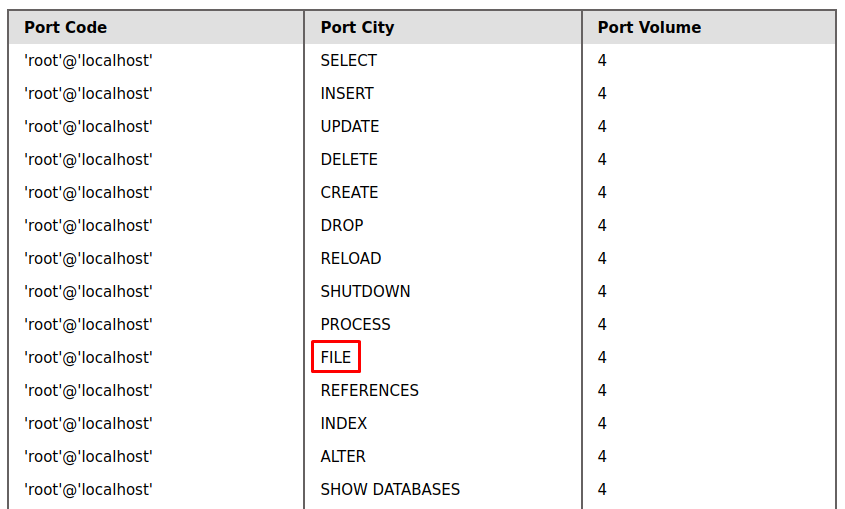 Port Code Port City Port Volume
'root'@'localhost' SELECT 4
'root'@'localhost' INSERT 4
'root'@'localhost' UPDATE 4
'root'@'localhost' DELETE 4
'root'@'localhost' CREATE 4
'root'@'localhost' DROP 4
'root'@'localhost' RELOAD 4
'root'@'localhost' SHUTDOWN 4
'root'@'localhost' PROCESS 4
'root'@'localhost' FILE 4
'root'@'localhost' REFERENCES 4
'root'@'localhost' INDEX 4
'root'@'localhost' ALTER 4
'root'@'localhost' SHOW DATABASES 4